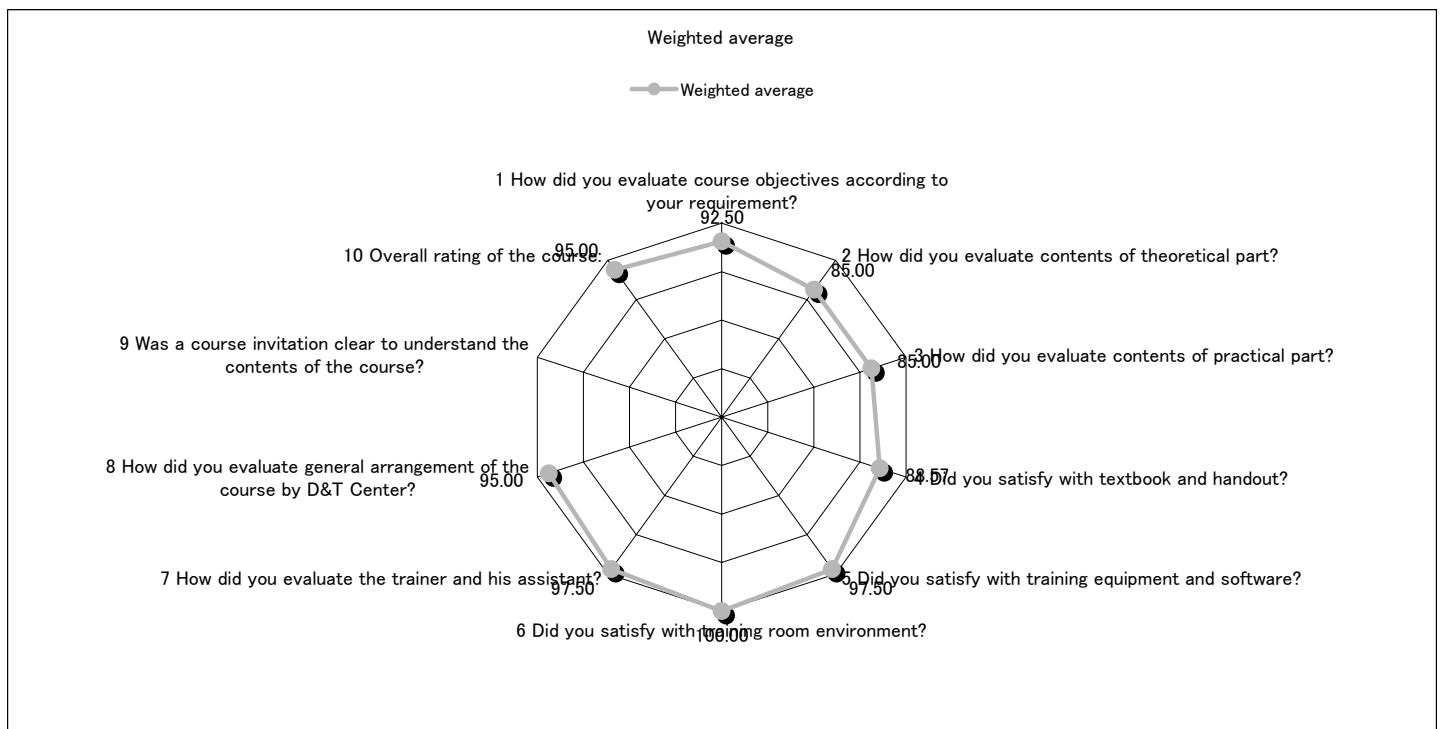 Weighted average
Weighted average
1 How did you evaluate course objectives according to
your requirement?
92.50
10 Overall rating of the course:
95.00
2 How did you evaluate contents of theoretical part?
85.00
9 Was a course invitation clear to understand the
contents of the course?
3 How did you evaluate contents of practical part?
85.00
8 How did you evaluate general arrangement of the
course by D&T Center?
95.00
4 Did you satisfy with textbook and handout?
88.57
7 How did you evaluate the trainer and his assistant?
97.50
5 Did you satisfy with training equipment and software?
97.50
6 Did you satisfy with training room environment?
100.00